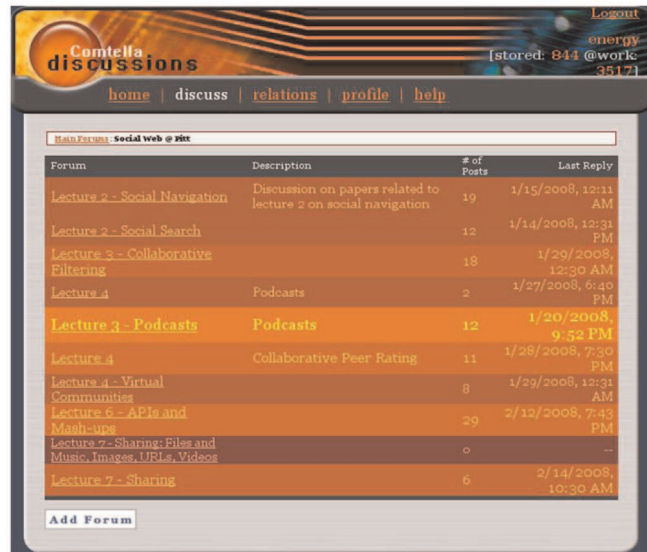 Logout
Comtella
discussions
energy
[stored: 844 @work:
3517]
home | discuss | relations | profile | help
Main Forums: Social Web @ Pitt
Forum Description # of Posts Last Reply
Lecture 2 - Social Navigation Discussion on papers related to lecture 2 on social navigation 19 1/15/2008, 12:11 AM
Lecture 2 - Social Search 12 1/14/2008, 12:31 PM
Lecture 3 - Collaborative Filtering 18 1/29/2008, 12:30 AM
Lecture 4 Podcasts 2 1/27/2008, 6:40 PM
Lecture 3 - Podcasts Podcasts 12 1/20/2008, 9:52 PM
Lecture 4 Collaborative Peer Rating 11 1/28/2008, 7:30 PM
Lecture 4 - Virtual Communities 8 1/29/2008, 12:31 AM
Lecture 6 - APIs and Mash-ups 29 2/12/2008, 7:43 PM
Lecture 7 - Sharing: Files and Music, Images, URLs, Videos 0 --
Lecture 7 - Sharing 6 2/14/2008, 10:30 AM
Add Forum